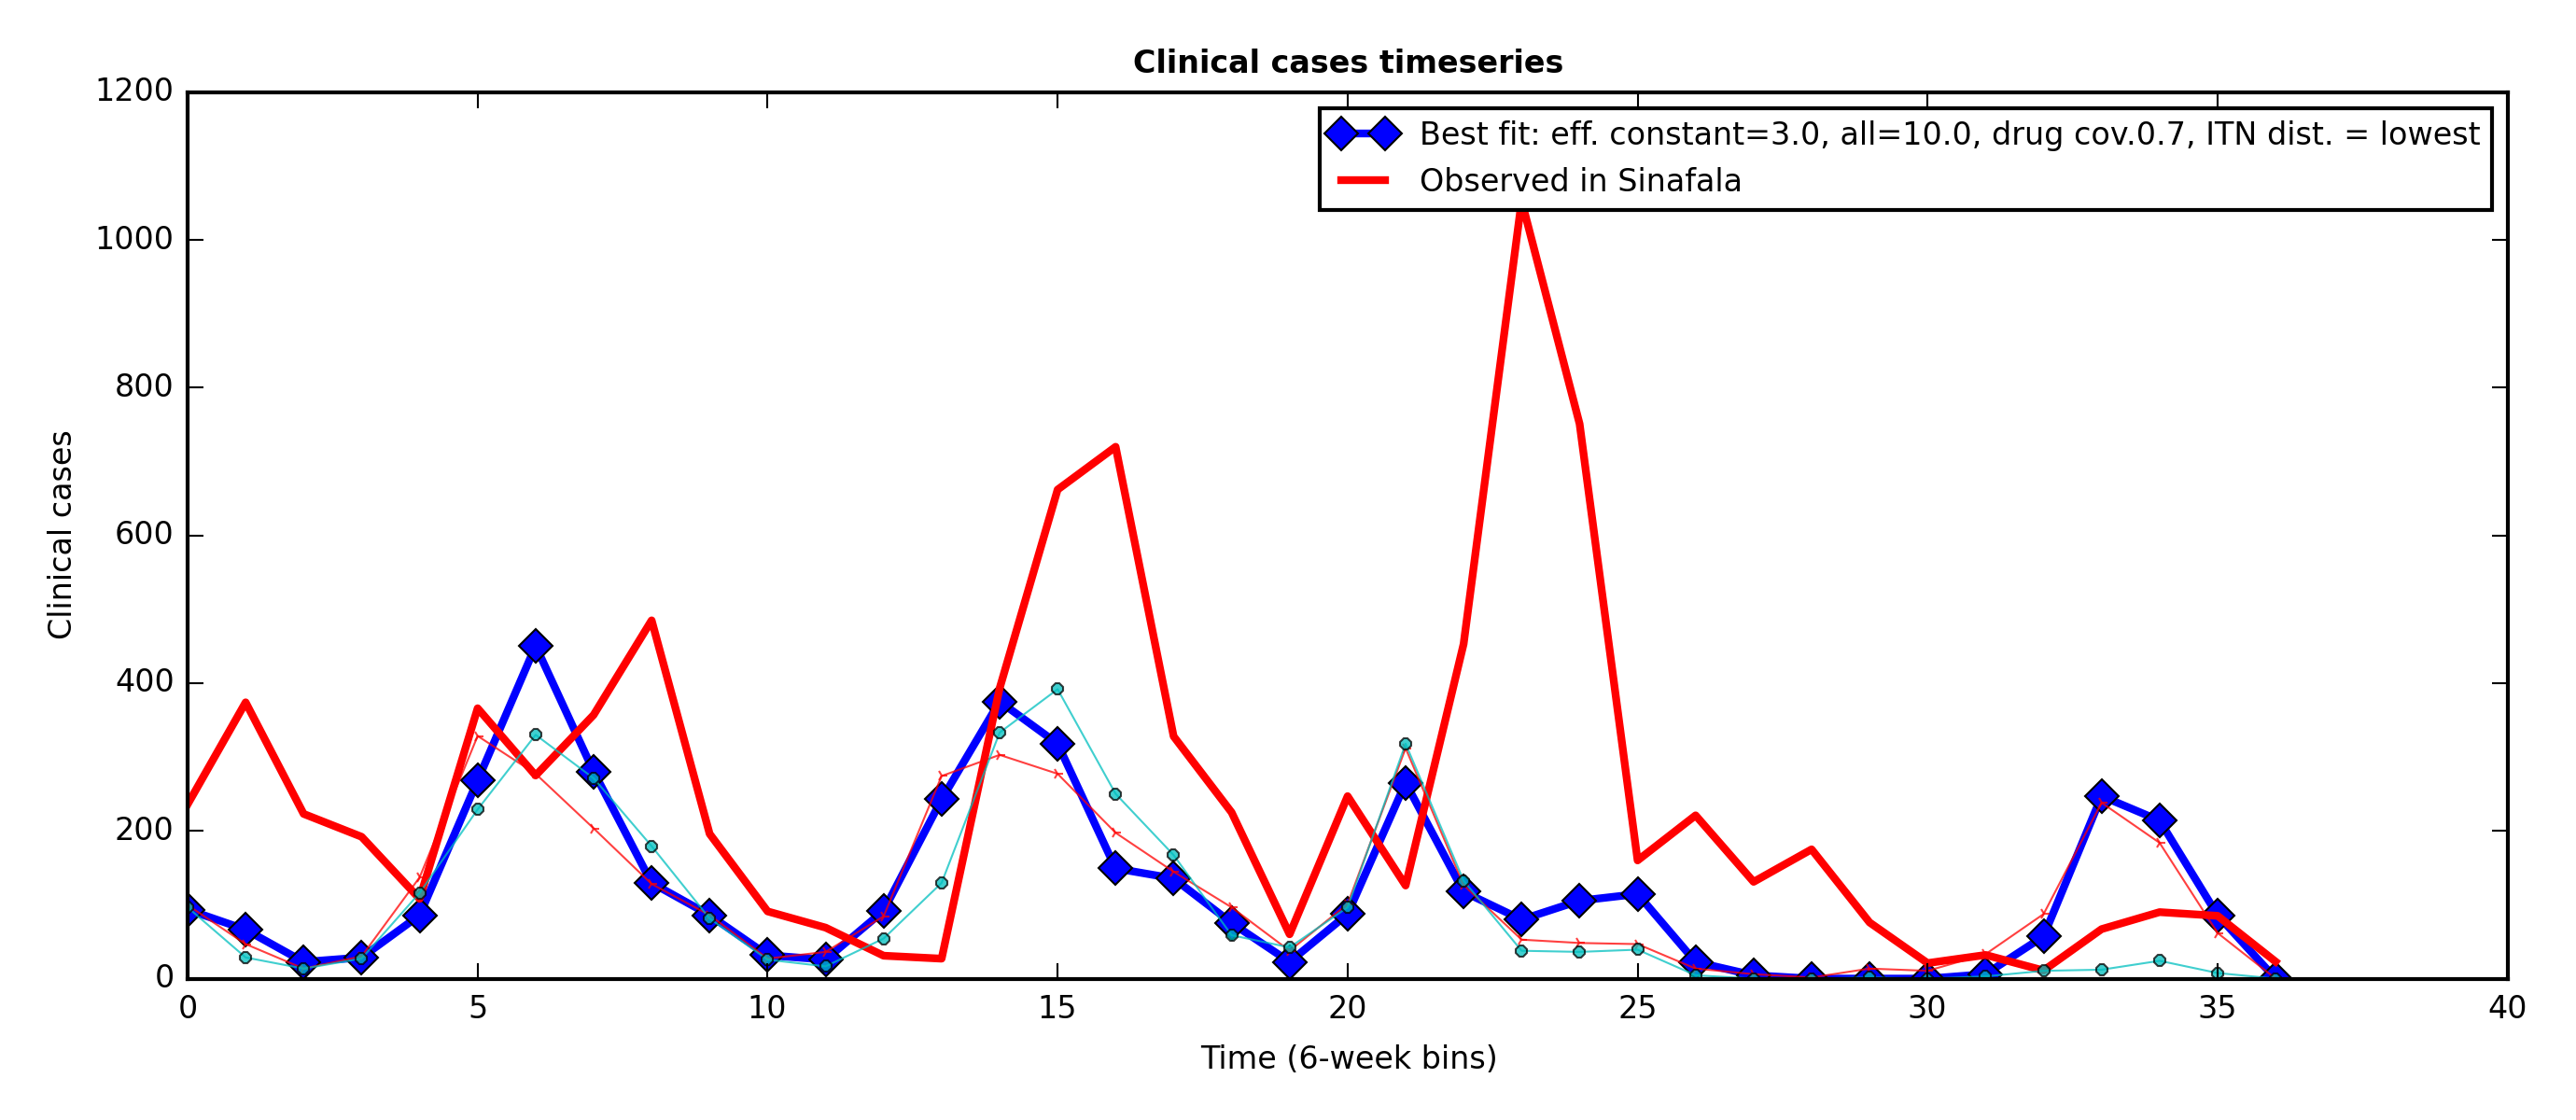 Clinical cases timeseries
1200
1000
800
600
400
200
0
Clinical cases
Best fit: eff. constant=3.0, all=10.0, drug cov.0.7, ITN dist. = lowest
Observed in Sinafala
0 5 10 15 20 25 30 35 40
Time (6-week bins)